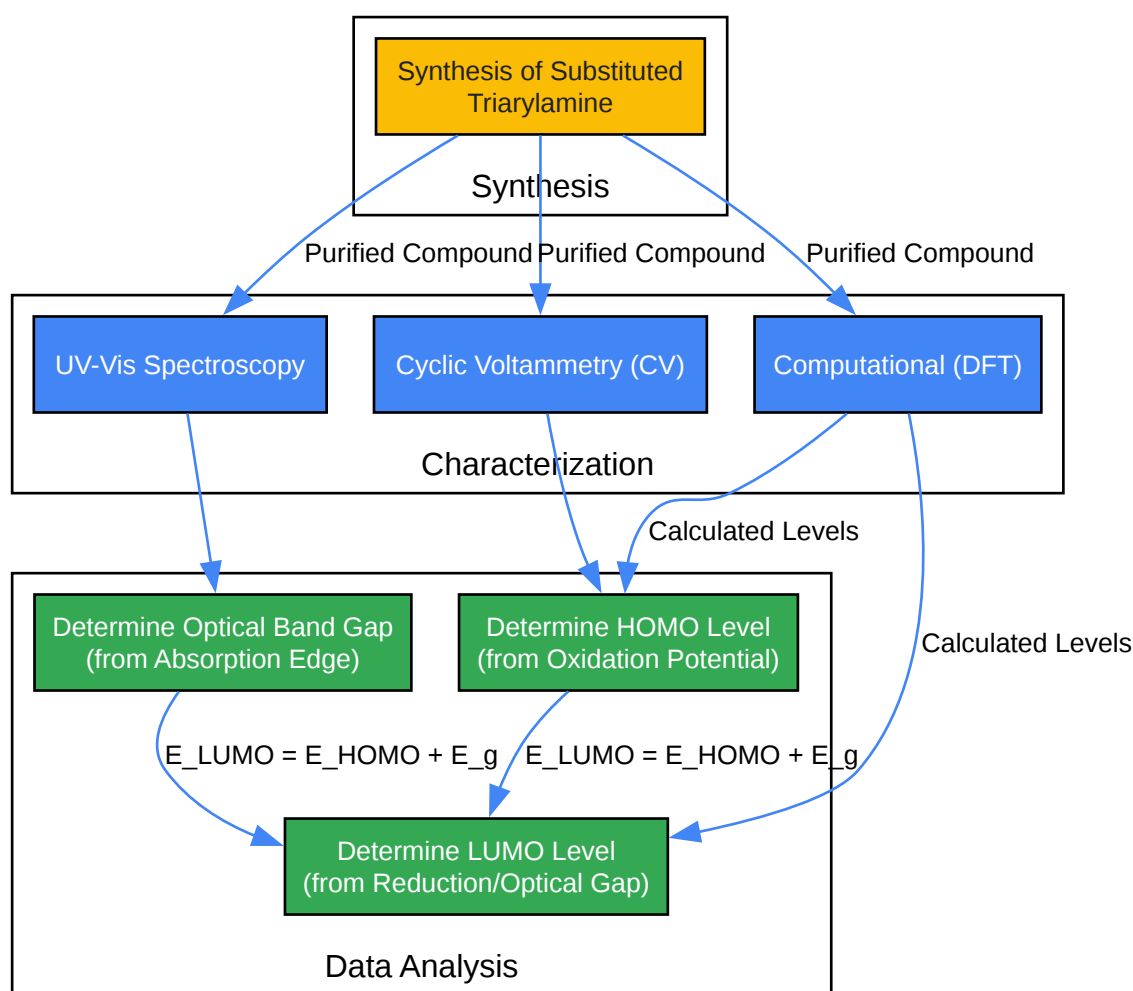 Synthesis of Substituted
Triarylamine
Synthesis
Purified Compound
Purified Compound
Purified Compound
UV-Vis Spectroscopy
Cyclic Voltammetry (CV)
Computational (DFT)
Characterization
Calculated Levels
Determine Optical Band Gap
(from Absorption Edge)
Determine HOMO Level
(from Oxidation Potential)
Calculated Levels
E_LUMO = E_HOMO + E_g
E_LUMO = E_HOMO + E_g
Determine LUMO Level
(from Reduction/Optical Gap)
Data Analysis